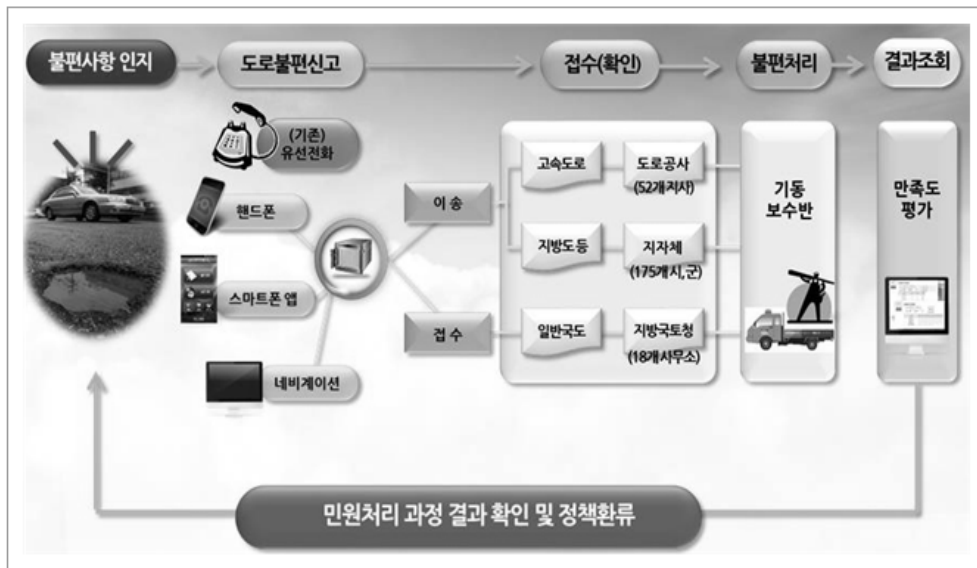 불편사항 인지
도로불편신고
접수(확인)
불편처리
결과조회
(기존)
유선전화
핸드폰
스마트폰 앱
네비게이션
이 송
접 수
고속도로
도로공사
(52개 지사)
지방도 등
지자체
(175개 시, 군)
일반국도
지방국토청
(18개 사무소)
기동
보수반
만족도
평가
민원처리 과정 결과 확인 및 정책환류